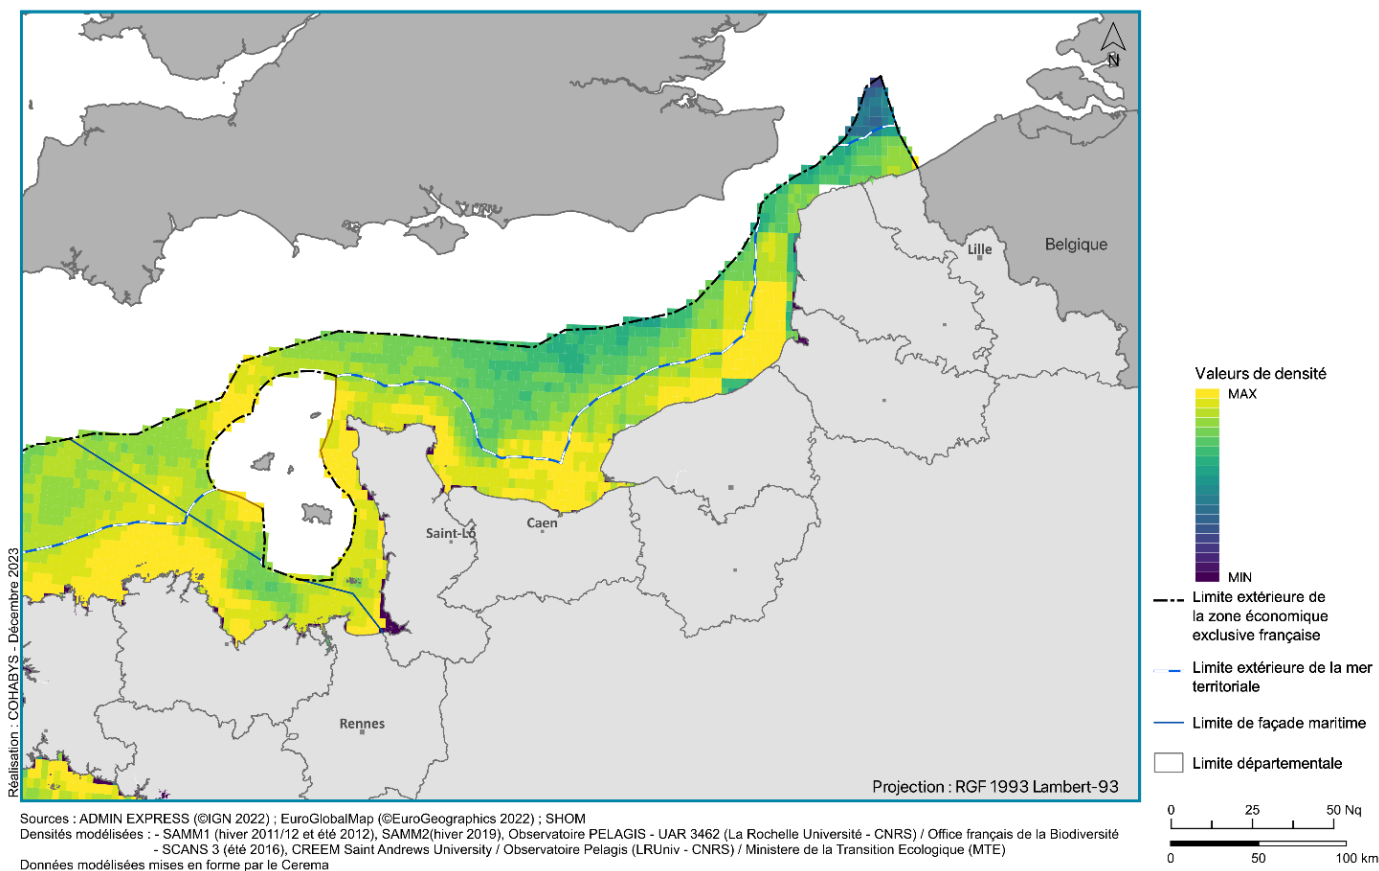 N
Lille
Belgique
Saint-Lô
Caen
Rennes
Projection : RGF 1993 Lambert-93
Réalisation : COHABYS - Décembre 2023
Valeurs de densité
MAX
MIN
Limite extérieure de
la zone économique
exclusive française
Limite extérieure de la mer
territoriale
Limite de façade maritime
Limite départementale
0 25 50 Nq
0 50 100 km
Sources : ADMIN EXPRESS (©IGN 2022) ; EuroGlobalMap (©EuroGeographics 2022) ; SHOM
Densités modélisées : - SAMM1 (hiver 2011/12 et été 2012), SAMM2(hiver 2019), Observatoire PELAGIS - UAR 3462 (La Rochelle Université - CNRS) / Office français de la Biodiversité
- SCANS 3 (été 2016), CREEM Saint Andrews University / Observatoire Pelagis (LRUniv - CNRS) / Ministere de la Transition Ecologique (MTE)
Données modélisées mises en forme par le Cerema